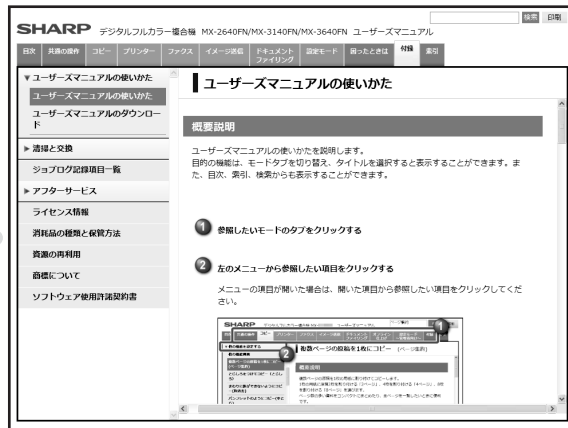 検索 印刷
SHARP デジタルフルカラー複合機 MX-2640FN/MX-3140FN/MX-3640FN ユーザーズマニュアル
目次 共通の操作 コピー プリンター ファクス イメージ送信 ドキュメント ファイリング 設定モード 困ったときは 付録 索引
▼ユーザーズマニュアルの使いかた
ユーザーズマニュアルの使いかた
ユーザーズマニュアルのダウンロー
ド
▶ 清掃と交換
ジョブログ記録項目一覧
▶ アフターサービス
ライセンス情報
消耗品の種類と保管方法
資源の再利用
商標について
ソフトウェア使用許諾契約書
ユーザーズマニュアルの使いかた
概要説明
ユーザーズマニュアルの使いかたを説明します。
目的の機能は、モードタブを切り替え、タイトルを選択すると表示することができます。ま
た、目次、索引、検索からも表示することができます。
1 参照したいモードのタブをクリックする
2 左のメニューから参照したい項目をクリックする
メニューの項目が開いた場合は、開いた項目から参照したい項目をクリックしてくだ
さい。
SHARP
1
2
複数ページの原稿を1枚にコピー (ページ集約)
概要説明